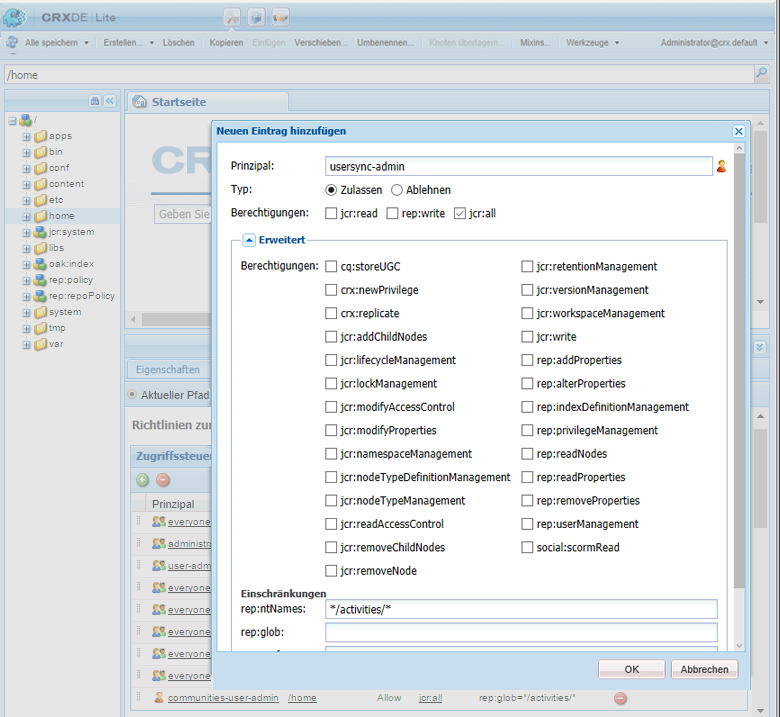 CRXDE | Lite
Alle speichern Erstellen... Löschen Kopieren Einfügen Verschieben... Umbenennen... Knoten überlagern... Mixins... Werkzeuge Administrator@crx.default
/home
Startseite
/
apps
bin
conf
content
etc
home
jcr:system
libs
oak:index
rep:policy
rep:repoPolicy
system
tmp
var
CR
Geben Sie
Eigenschaften
Aktueller Pfad
Richtlinien zur
Zugriffssteuer
Prinzipal
everyone
administra
user-adm
everyone
everyone
everyone
everyone
everyone
communities-user-admin /home Allow jcr:all rep:glob="/activities/*
Neuen Eintrag hinzufügen
Prinzipal: usersync-admin
Typ: Zulassen Ablehnen
Berechtigungen: jcr:read rep:write jcr:all
Erweitert
Berechtigungen: cq:storeUGC jcr:retentionManagement
crx:newPrivilege jcr:versionManagement
crx:replicate jcr:workspaceManagement
jcr:addChildNodes jcr:write
jcr:lifecycleManagement rep:addProperties
jcr:lockManagement rep:alterProperties
jcr:modifyAccessControl rep:indexDefinitionManagement
jcr:modifyProperties rep:privilegeManagement
jcr:namespaceManagement rep:readNodes
jcr:nodeTypeDefinitionManagement rep:readProperties
jcr:nodeTypeManagement rep:removeProperties
jcr:readAccessControl rep:userManagement
jcr:removeChildNodes social:scormRead
jcr:removeNode
Einschränkungen
rep:ntNames: */activities/*
rep:glob:
OK Abbrechen